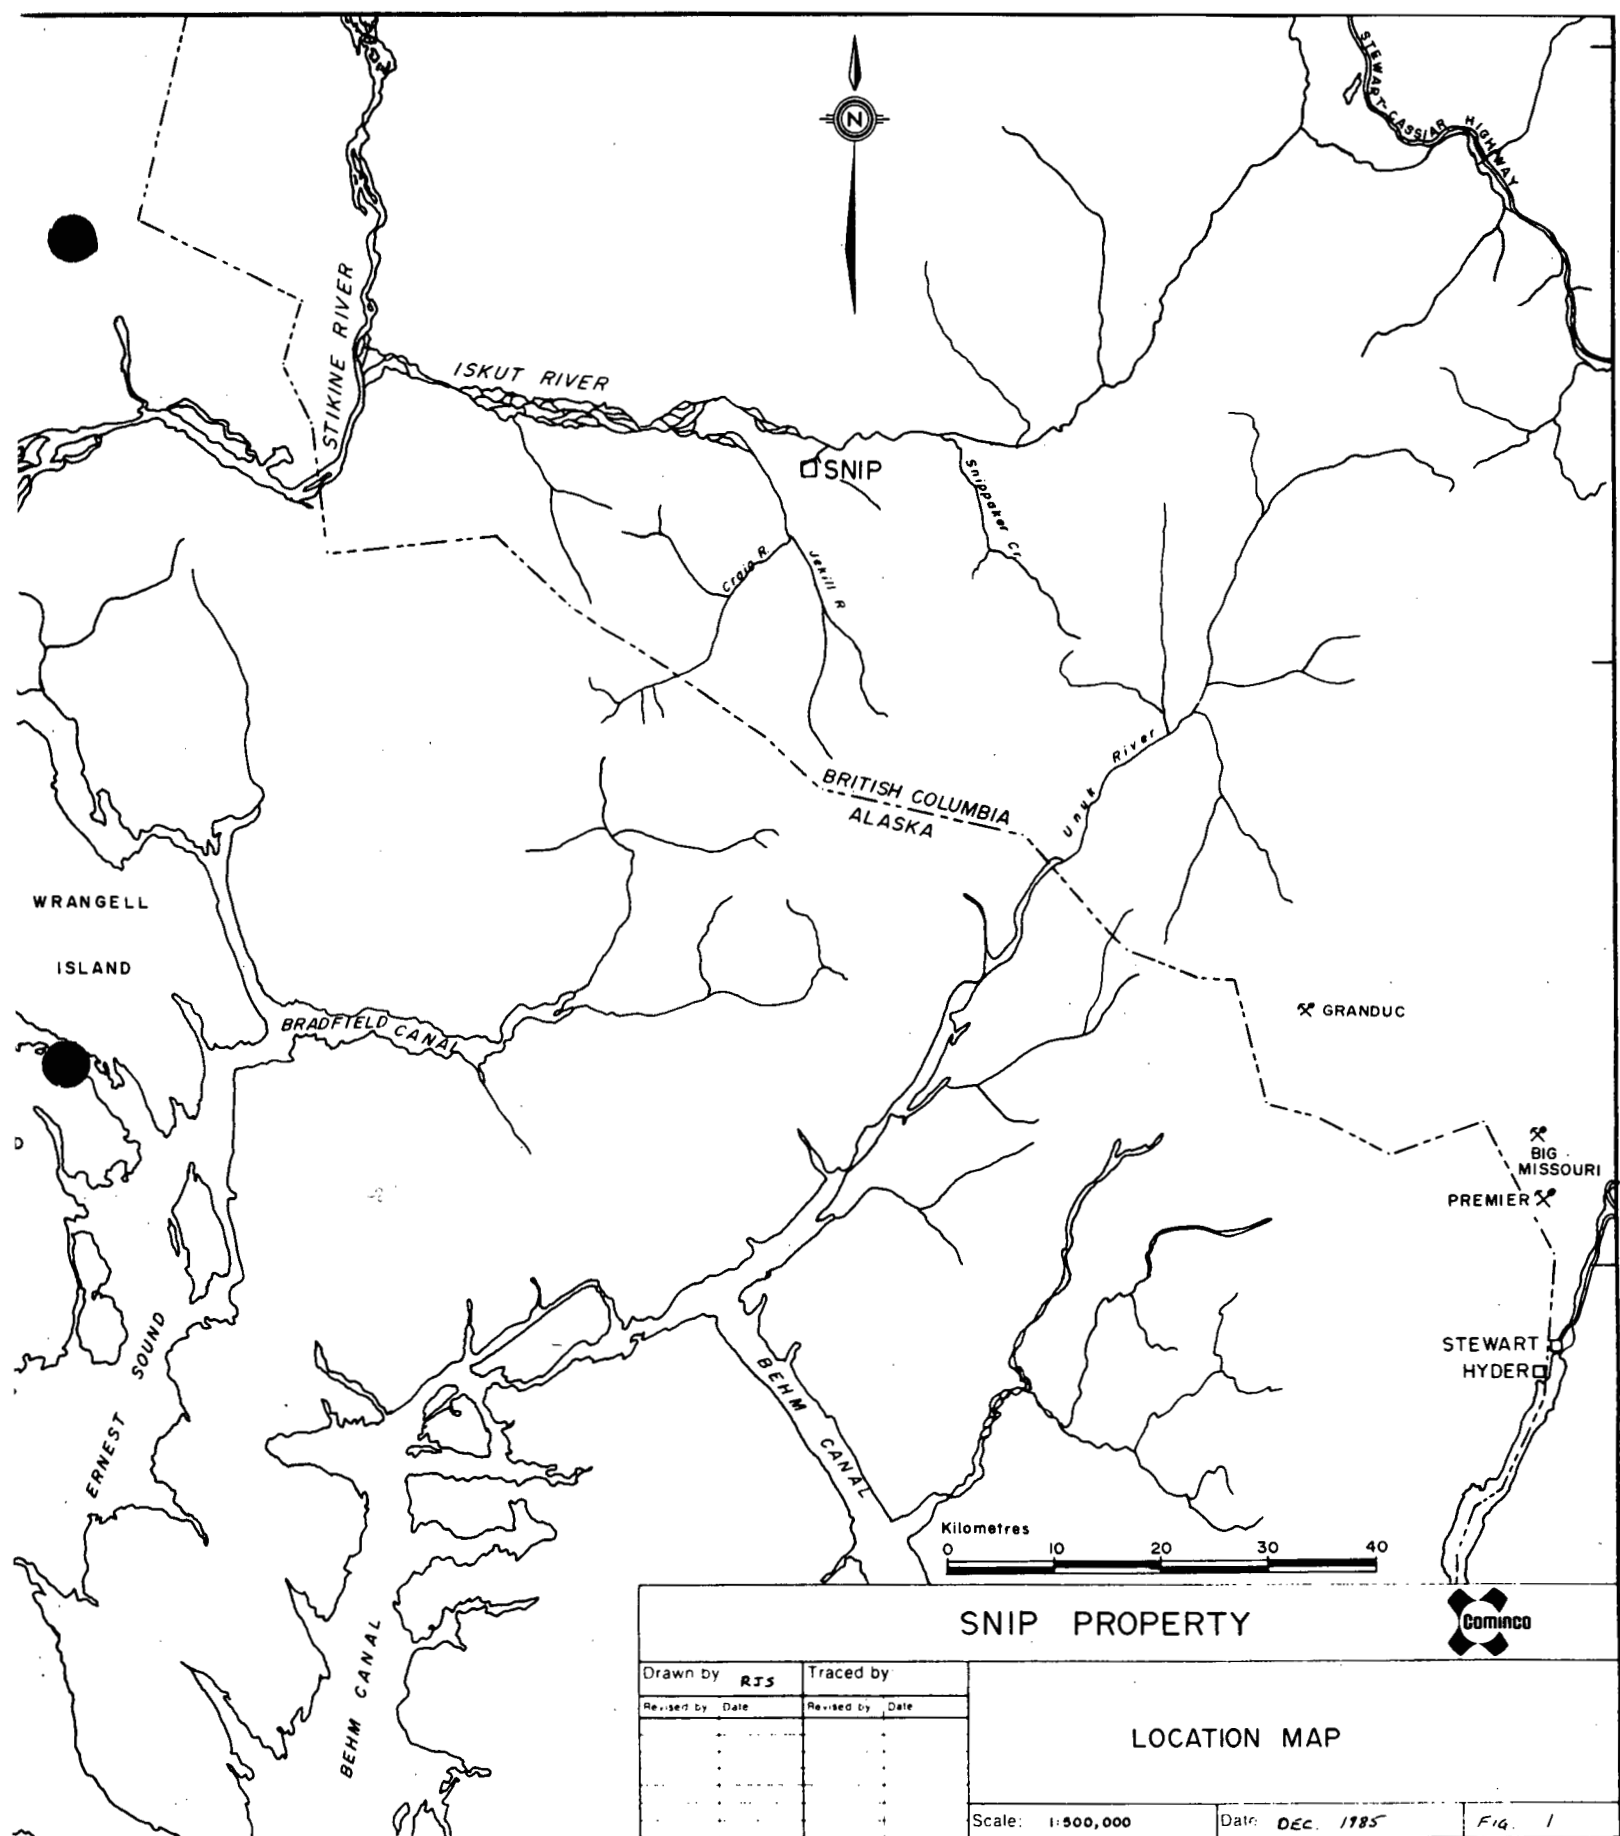 STEWART-CASSIAR HIGHWAY
N
STIKINE RIVER
ISKUT RIVER
SNIP
Snippaker Cr.
Craig R.
Jekill R
Unuk River
BRITISH COLUMBIA
ALASKA
WRANGELL
ISLAND
GRANDUC
BRADFIELD CANAL
D
BIG
MISSOURI
PREMIER
STEWART
HYDER
ERNEST SOUND
BEHM CANAL
BEHM CANAL
Kilometres
0 10 20 30 40
SNIP PROPERTY
Cominco
Drawn by RJS
Traced by
Revised by Date
Revised by Date
LOCATION MAP
Scale: 1:500,000
Date: DEC. 1985
FIG. 1